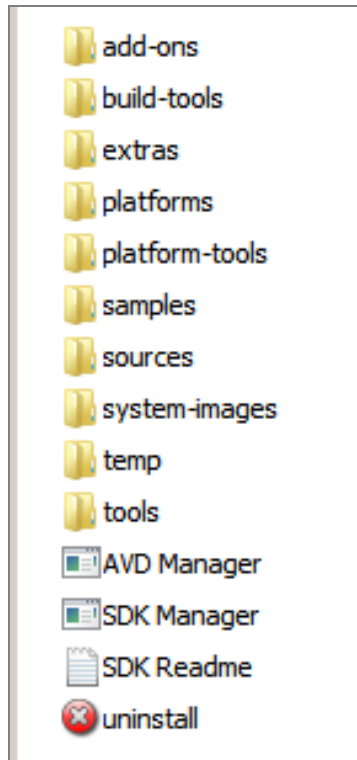 add-ons
build-tools
extras
platforms
platform-tools
samples
sources
system-images
temp
tools
AVD Manager
SDK Manager
SDK Readme
uninstall